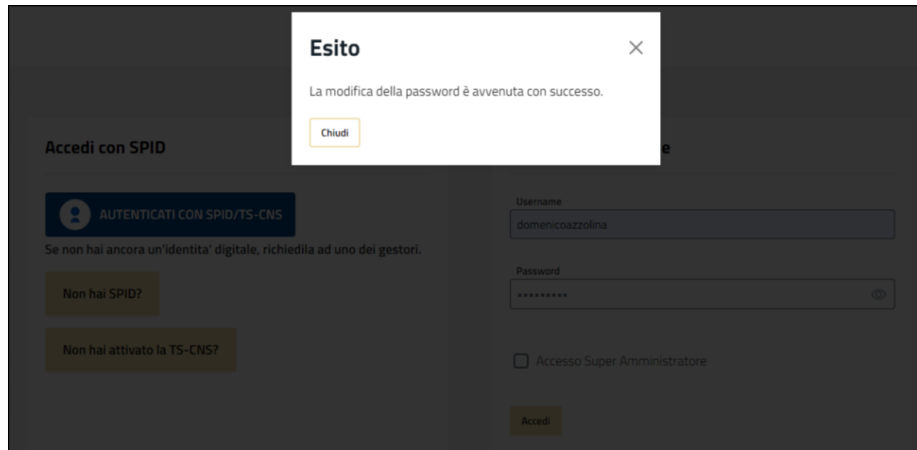 Esito
La modifica della password è avvenuta con successo.
Chiudi
Accedi con SPID
AUTENTICATI CON SPID/TS-CNS
Se non hai ancora un'identita' digitale, richiedila ad uno dei gestori.
Non hai SPID?
Non hai attivato la TS-CNS?
e
Username
domenicoazzolina
Password
•••••••••
Accesso Super Amministratore
Accedi